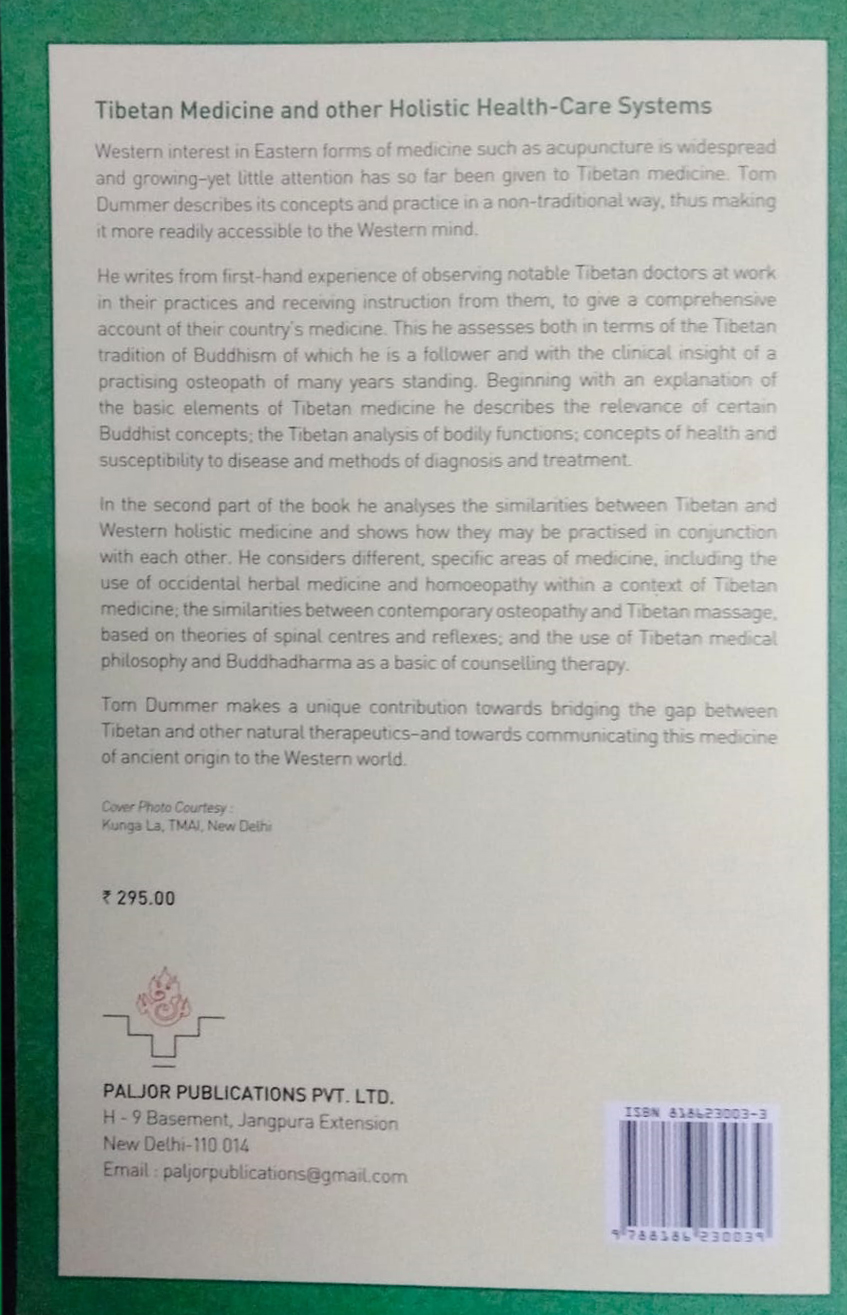 Tibetan Medicine and other Holistic Health-Care Systems
Western interest in Eastern forms of medicine such as acupuncture is widespread
and growing-yet little attention has so far been given to Tibetan medicine. Tom
Dummer describes its concepts and practice in a non-traditional way, thus making
it more readily accessible to the Western mind.
He writes from first-hand experience of observing notable Tibetan doctors at work
in their practices and receiving instruction from them, to give a comprehensive
account of their country's medicine. This he assesses both in terms of the Tibetan
tradition of Buddhism of which he is a follower and with the clinical insight of a
practising osteopath of many years standing. Beginning with an explanation of
the basic elements of Tibetan medicine he describes the relevance of certain
Buddhist concepts; the Tibetan analysis of bodily functions; concepts of health and
susceptibility to disease and methods of diagnosis and treatment.
In the second part of the book he analyses the similarities between Tibetan and
Western holistic medicine and shows how they may be practised in conjunction
with each other. He considers different, specific areas of medicine, including the
use of occidental herbal medicine and homoeopathy within a context of Tibetan
medicine; the similarities between contemporary osteopathy and Tibetan massage,
based on theories of spinal centres and reflexes; and the use of Tibetan medical
philosophy and Buddhadharma as a basic of counselling therapy.
Tom Dummer makes a unique contribution towards bridging the gap between
Tibetan and other natural therapeutics-and towards communicating this medicine
of ancient origin to the Western world.
Cover Photo Courtesy :
Kunga La, TMAI, New Delhi
₹ 295.00
PALJOR PUBLICATIONS PVT. LTD.
H - 9 Basement, Jangpura Extension
New Delhi-110 014
Email : paljorpublications@gmail.com
ISBN 818623003-3
9 788186 230039